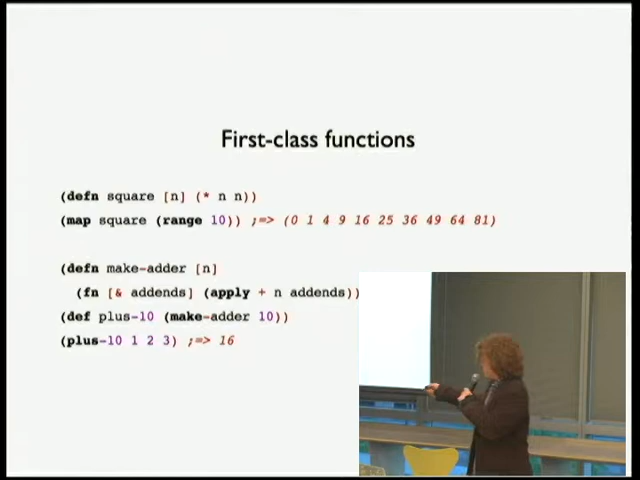 First-class functions
(defn square [n] (* n n))
(map square (range 10)) ;=> (0 1 4 9 16 25 36 49 64 81)
(defn make-adder [n]
(fn [& addends] (apply + n addends))
(def plus-10 (make-adder 10))
(plus-10 1 2 3) ;=> 16